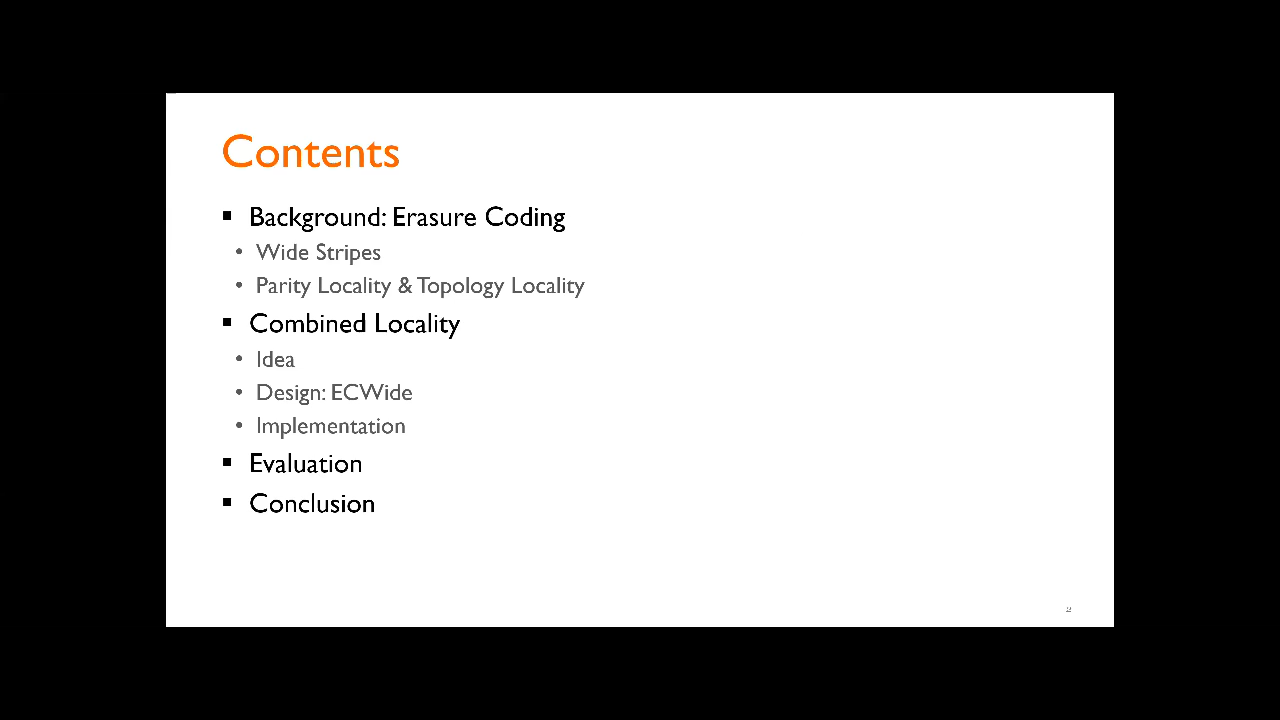 Contents
Background: Erasure Coding
Wide Stripes
Parity Locality & Topology Locality
Combined Locality
Idea
Design: ECWide
Implementation
Evaluation
Conclusion